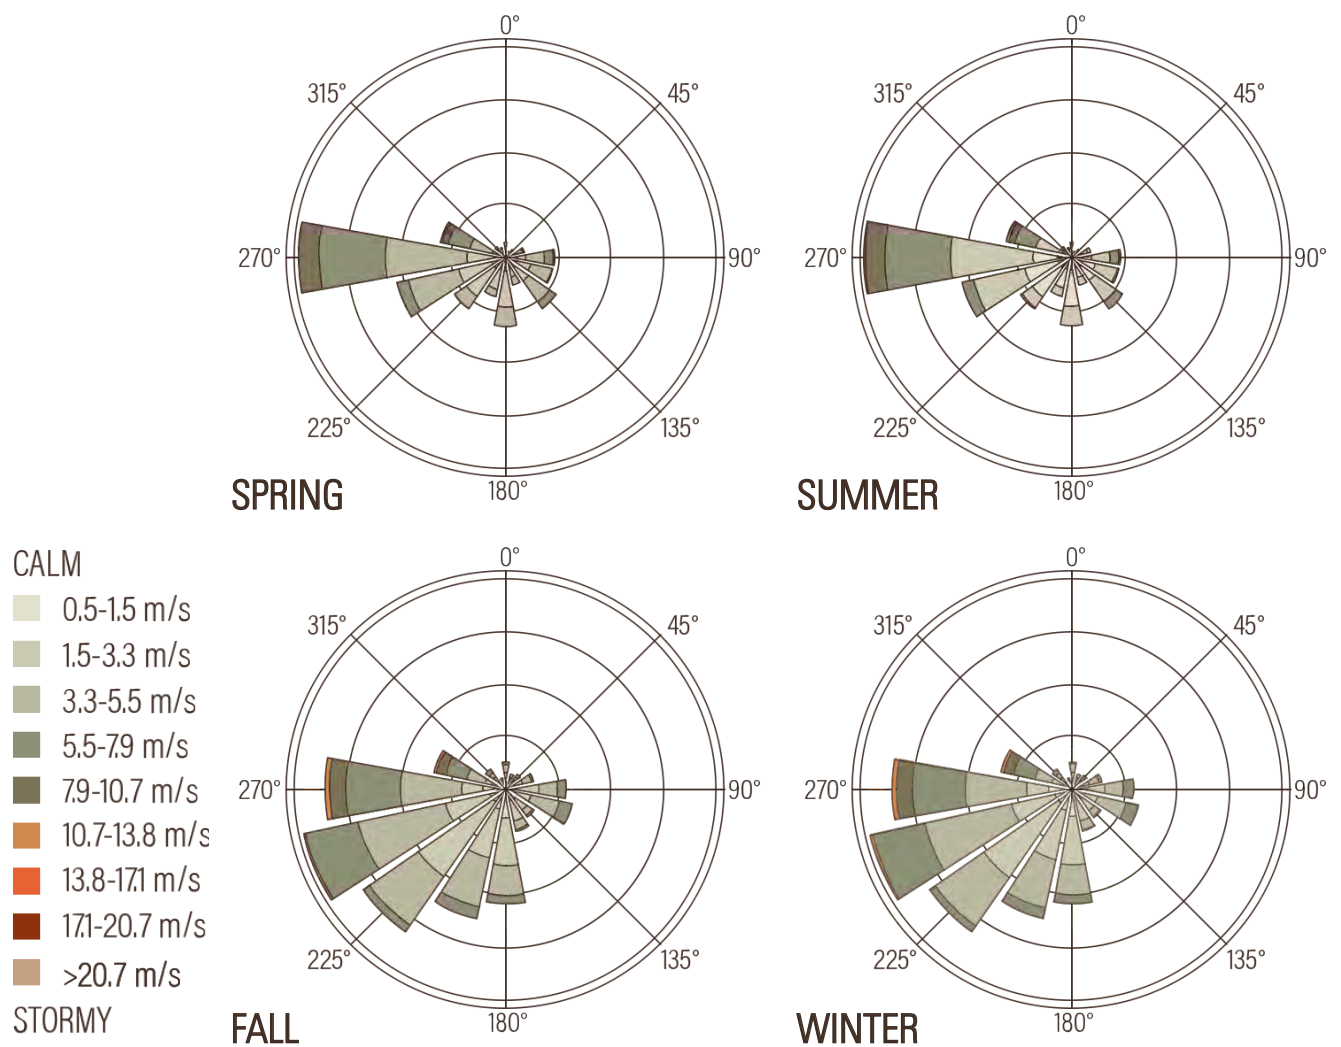 0°
0°
315°
45°
315°
45°
270°
90°
270°
90°
225°
135°
225°
135°
SPRING
180°
SUMMER
180°
CALM
0.5-1.5 m/s
1.5-3.3 m/s
3.3-5.5 m/s
5.5-7.9 m/s
7.9-10.7 m/s
10.7-13.8 m/s
13.8-17.1 m/s
17.1-20.7 m/s
>20.7 m/s
STORMY
0°
0°
315°
45°
315°
45°
270°
90°
270°
90°
225°
135°
225°
135°
FALL
180°
WINTER
180°